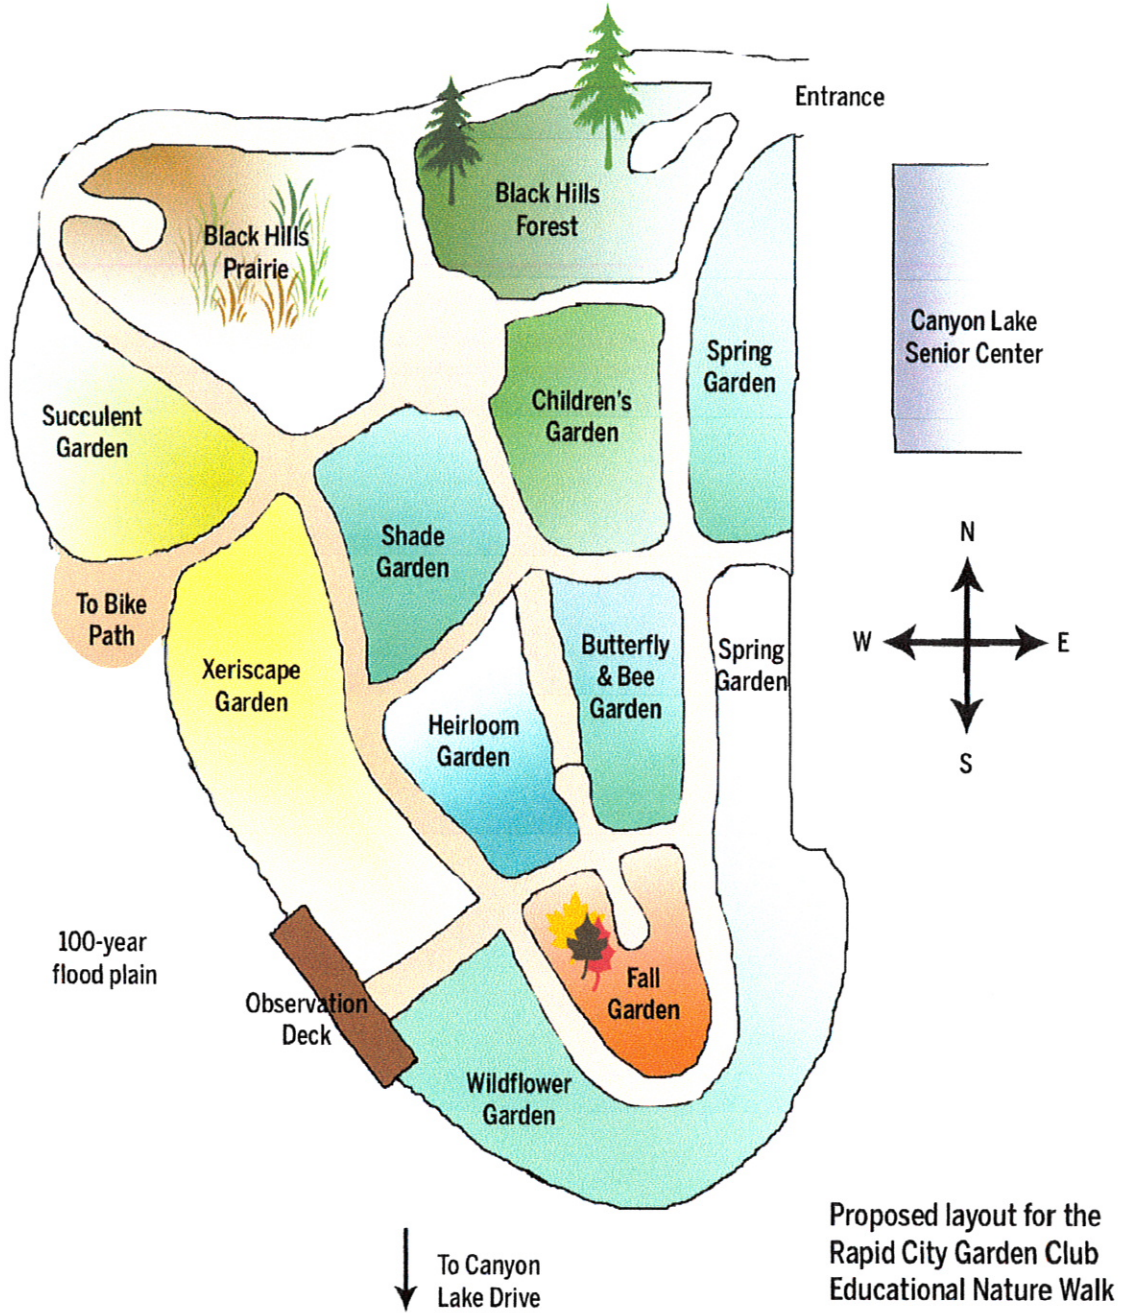 Entrance
Black Hills
Forest
Black Hills
Prairie
Canyon Lake
Senior Center
Spring
Garden
Children's
Garden
Succulent
Garden
Shade
Garden
N
W
E
S
To Bike
Path
Butterfly
& Bee
Garden
Spring
Garden
Xeriscape
Garden
Heirloom
Garden
100-year
flood plain
Fall
Garden
Observation
Deck
Wildflower
Garden
To Canyon
Lake Drive
Proposed layout for the
Rapid City Garden Club
Educational Nature Walk